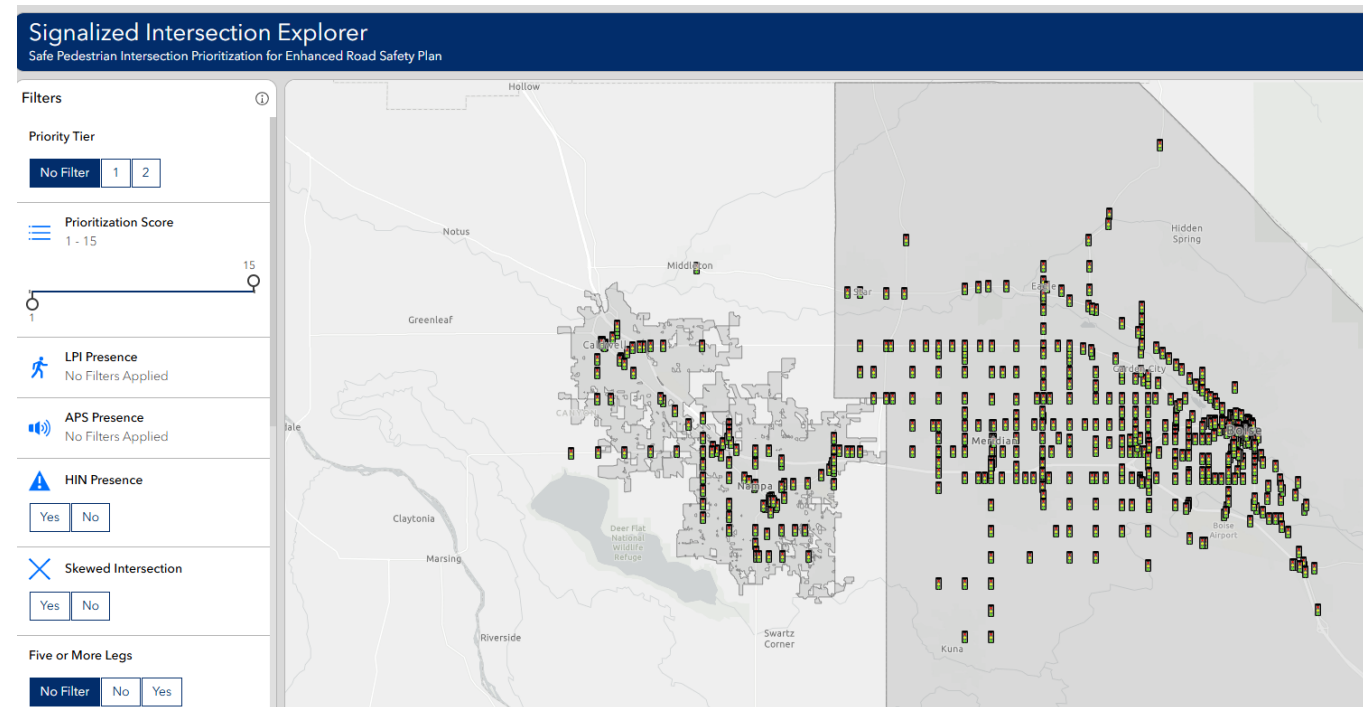 Signalized Intersection Explorer
Safe Pedestrian Intersection Prioritization for Enhanced Road Safety Plan
Filters
Priority Tier
No Filter 1 2
Prioritization Score
1 - 15
15
1
LPI Presence
No Filters Applied
APS Presence
No Filters Applied
HIN Presence
Yes No
Skewed Intersection
Yes No
Five or More Legs
No Filter No Yes
Hollow
Notus
Hidden
Spring
Middleton
Star
Eagle
Greenleaf
Caldwell
Garden City
Boise
Meridian
Nampa
Claytonia
Deer Flat
National
Wildlife
Refuge
Boise
Airport
Marsing
Riverside
Swartz
Corner
Kuna